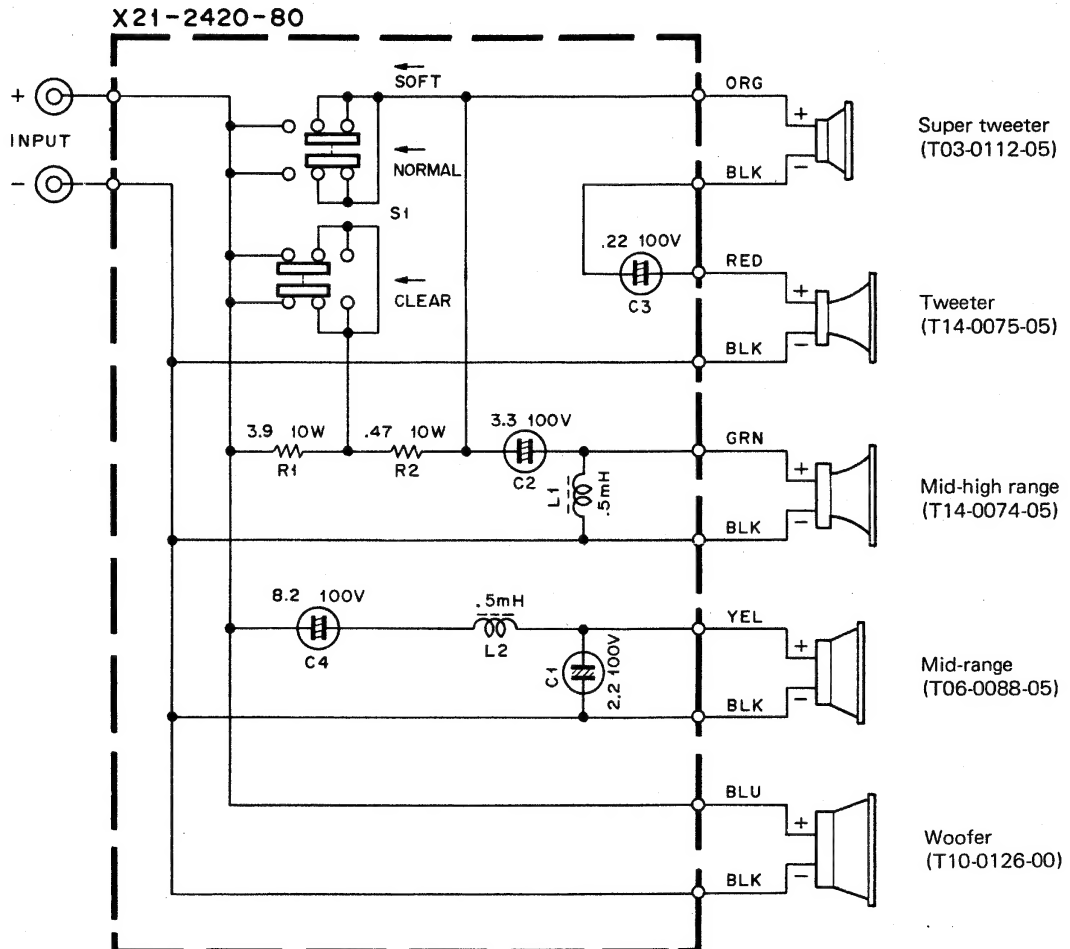 X21-2420-80
+
INPUT
-
SOFT
NORMAL
S1
CLEAR
ORG
+
-
BLK
Super tweeter
(T03-0112-05)
.22 100V
C3
RED
+
-
BLK
Tweeter
(T14-0075-05)
3.9 10W
R1
.47 10W
R2
3.3 100V
C2
L1
.5mH
GRN
+
-
BLK
Mid-high range
(T14-0074-05)
8.2 100V
C4
.5mH
L2
C1
2.2 100V
YEL
+
-
BLK
Mid-range
(T06-0088-05)
BLU
+
-
BLK
Woofer
(T10-0126-00)